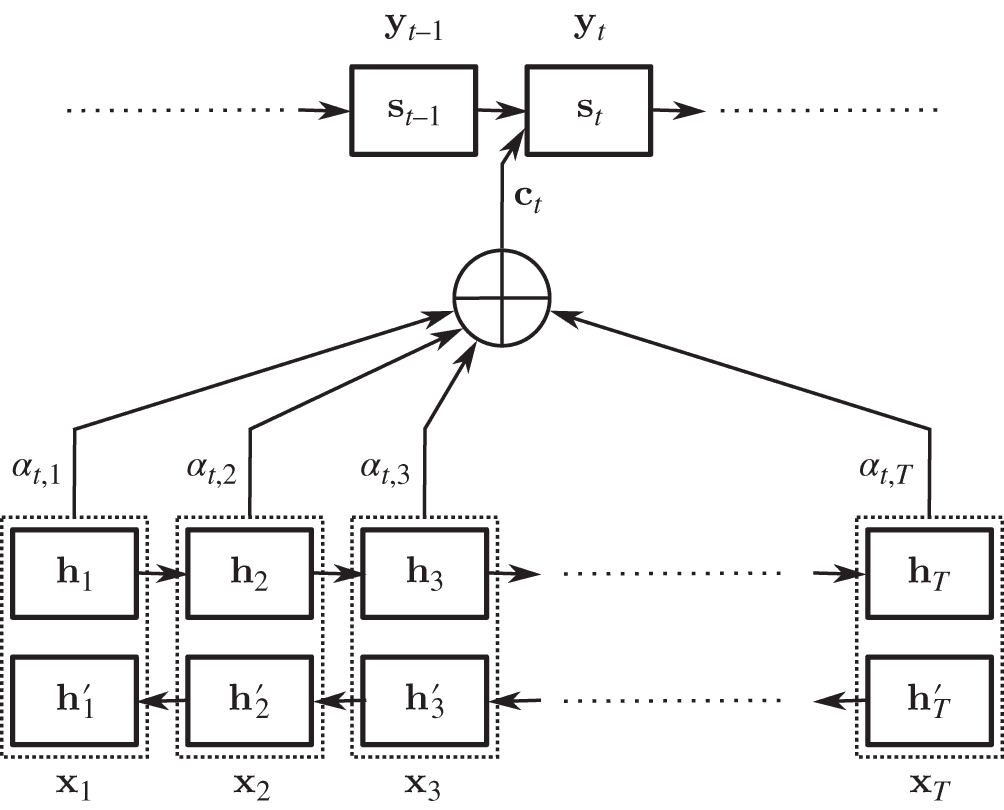 y_{t–1} y_t
s_{t–1} s_t
c_t
α_{t,1} α_{t,2} α_{t,3} α_{t,T}
h_1 h_2 h_3 h_T
h′_1 h′_2 h′_3 h′_T
x_1 x_2 x_3 x_T